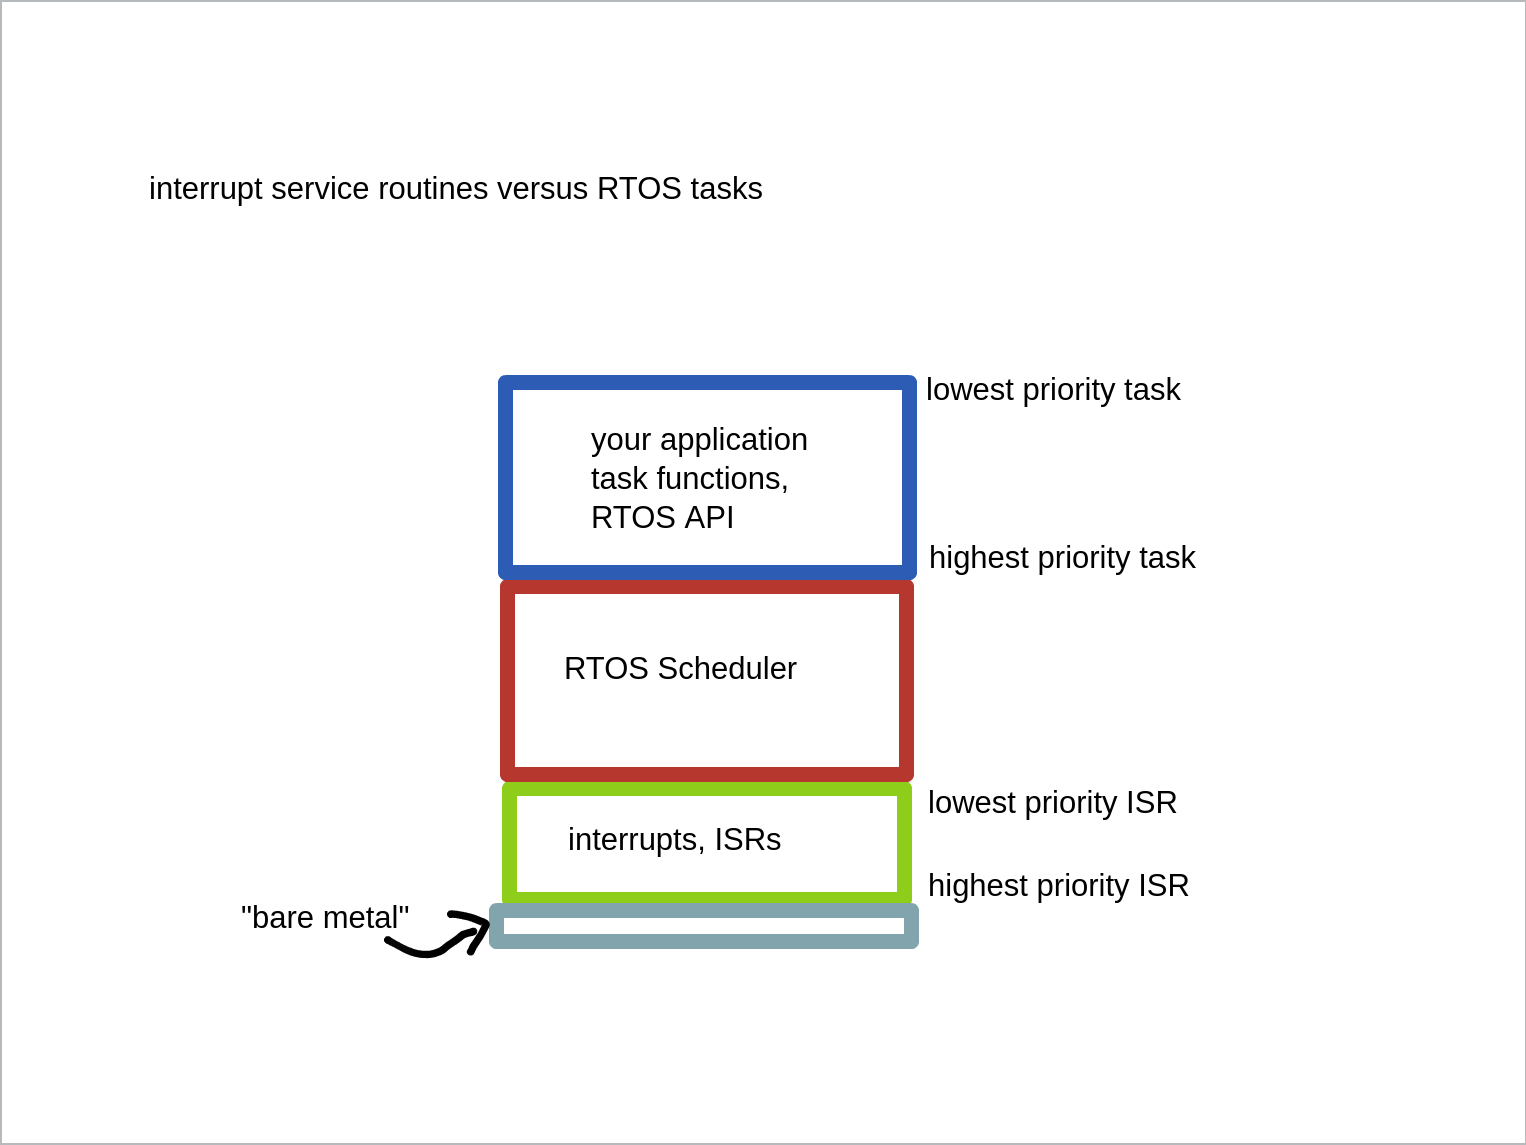 interrupt service routines versus RTOS tasks
lowest priority task
your application
task functions,
RTOS API
highest priority task
RTOS Scheduler
lowest priority ISR
interrupts, ISRs
highest priority ISR
"bare metal"